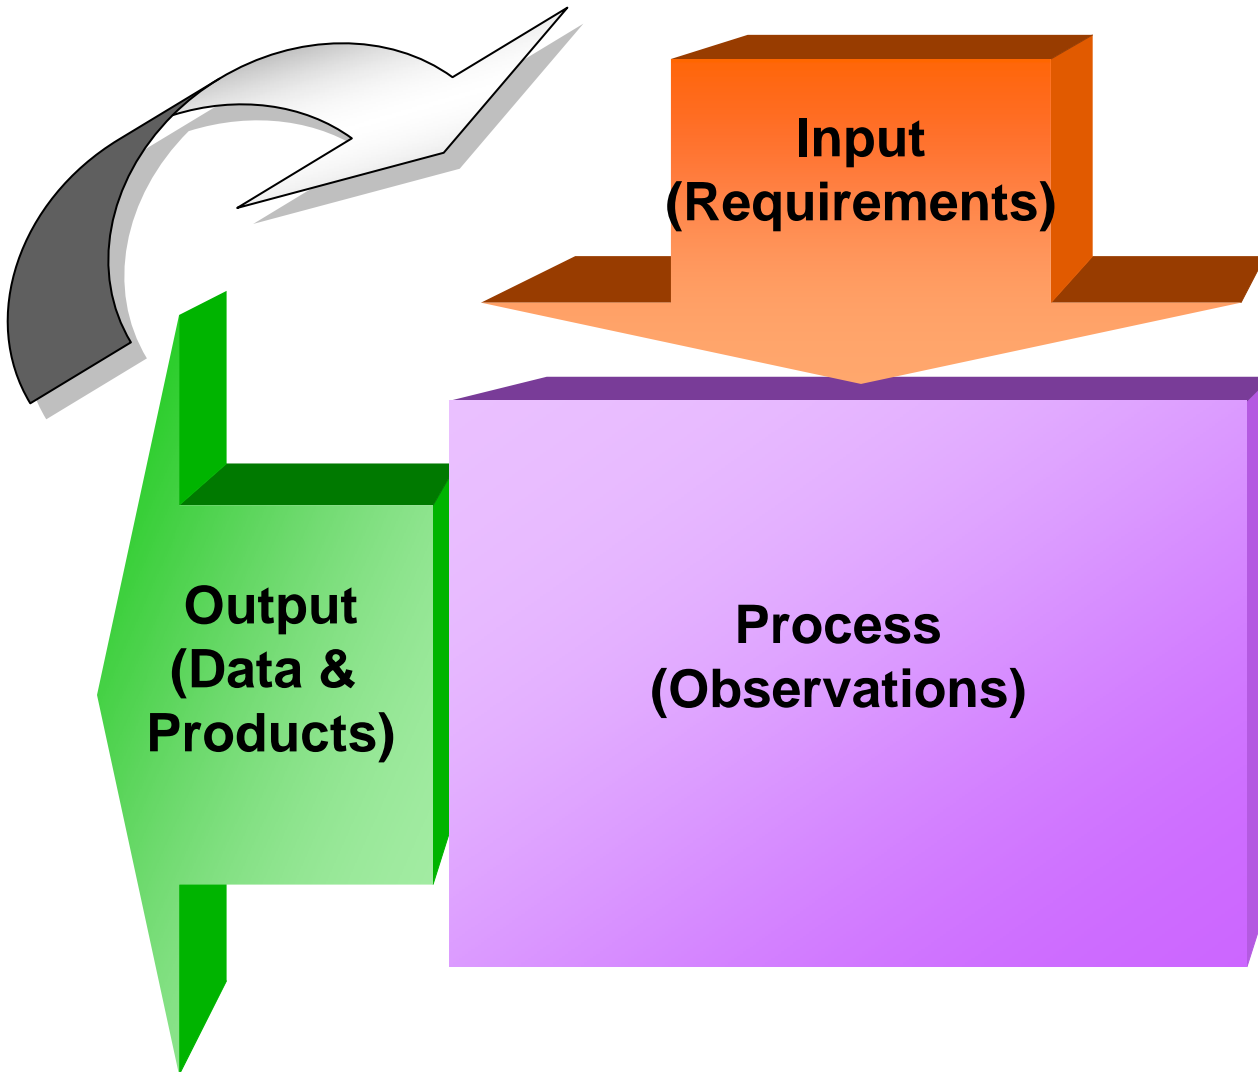 Input
(Requirements)
Output
(Data &
Products)
Process
(Observations)